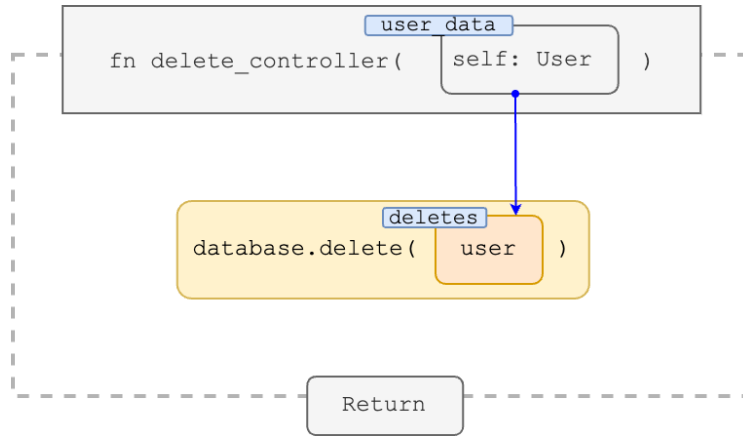 user_data
fn delete_controller( self: User )
deletes
database.delete( user )
Return